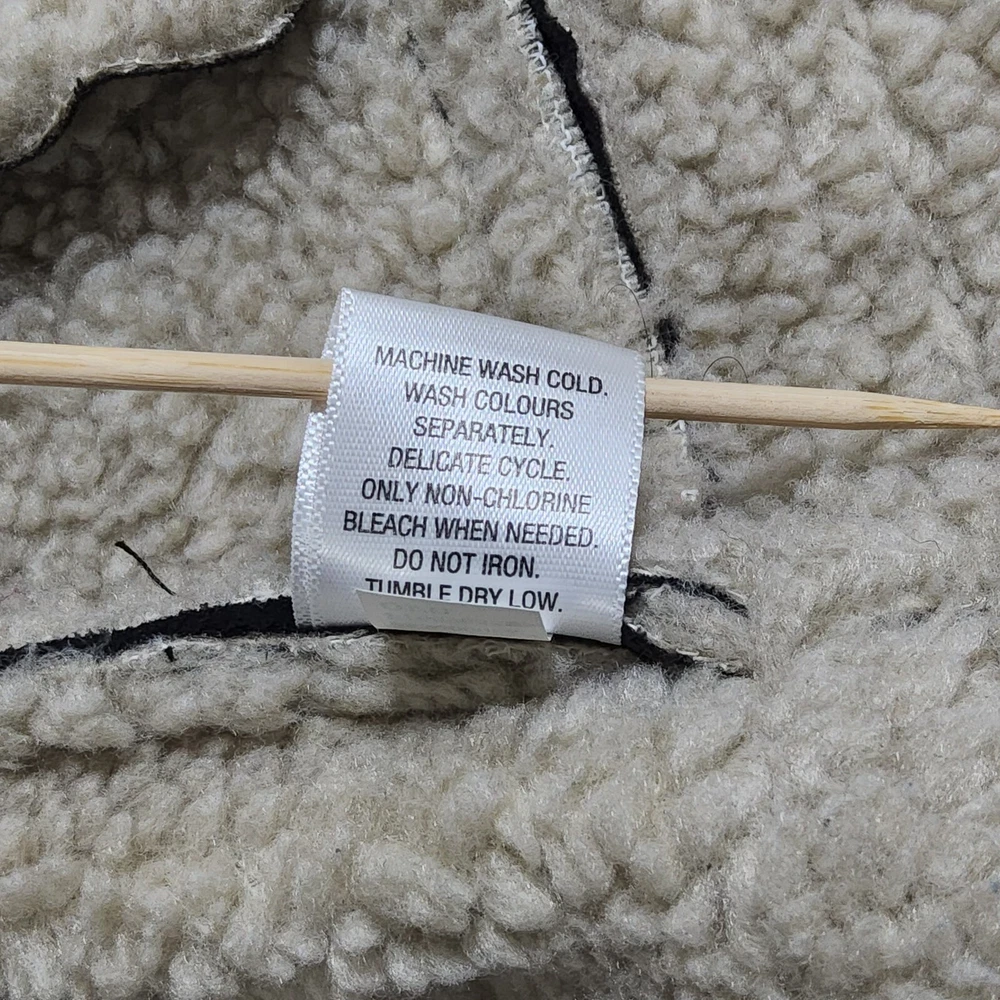 MACHINE WASH COLD.
WASH COLOURS
SEPARATELY.
DELICATE CYCLE.
ONLY NON-CHLORINE
BLEACH WHEN NEEDED.
DO NOT IRON.
TUMBLE DRY LOW.